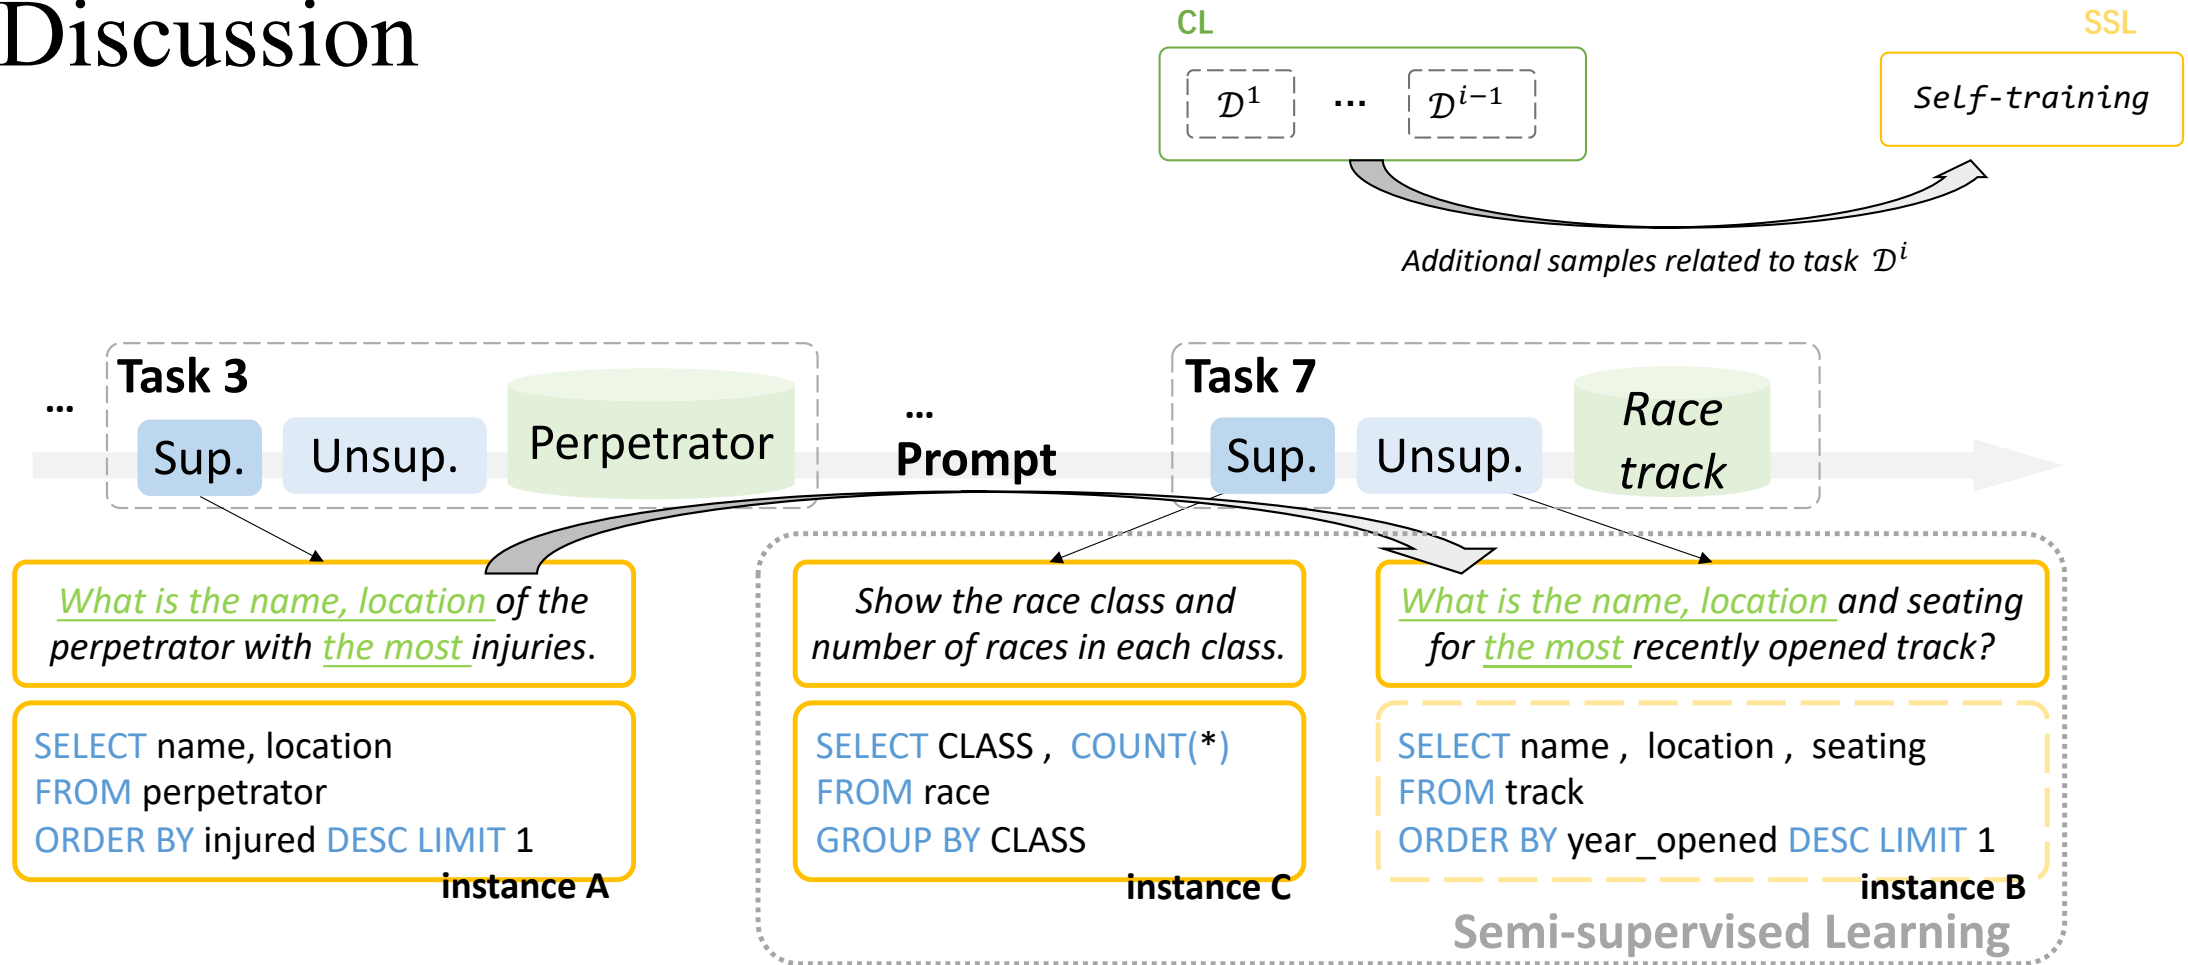 Discussion
CL
SSL
𝒟¹ ... 𝒟ⁱ⁻¹
Self-training
Additional samples related to task 𝒟ⁱ
...
Task 3
Sup.
Unsup.
Perpetrator
...
Prompt
Task 7
Sup.
Unsup.
Race
track
What is the name, location of the
perpetrator with the most injuries.
SELECT name, location
FROM perpetrator
ORDER BY injured DESC LIMIT 1
instance A
Show the race class and
number of races in each class.
SELECT CLASS , COUNT(*)
FROM race
GROUP BY CLASS
instance C
What is the name, location and seating
for the most recently opened track?
SELECT name , location , seating
FROM track
ORDER BY year_opened DESC LIMIT 1
instance B
Semi-supervised Learning